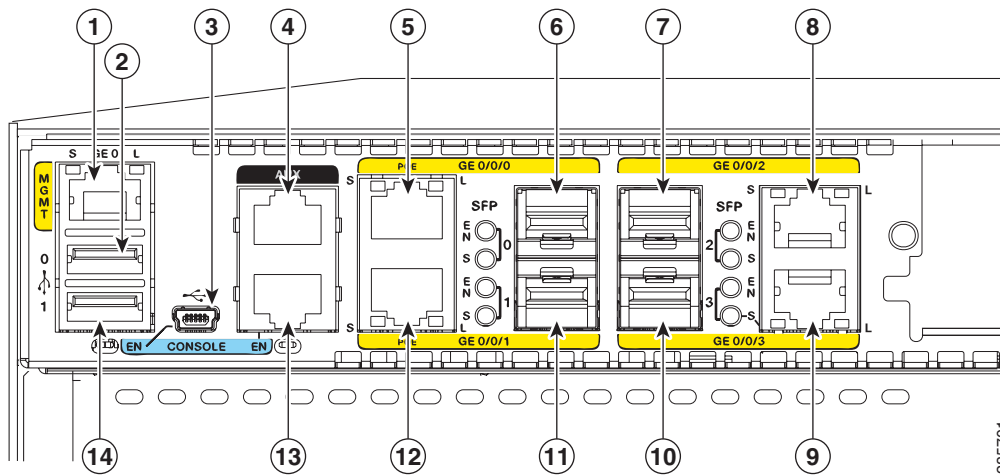 1
2
3
4
5
6
7
8
S GE 0 L
MGMT
0
1
AUX
POE GE 0/0/0
GE 0/0/2
S L
SFP
EN
S
0
EN
S
1
SFP
2
EN
S
3
EN
S
S L
S L
L
POE GE 0/0/1
GE 0/0/3
EN CONSOLE EN
14
13
12
11
10
9